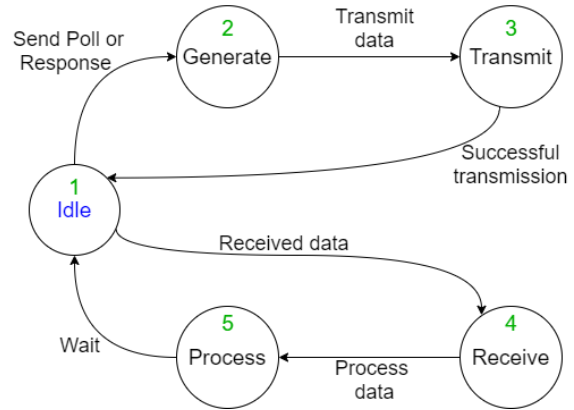 Send Poll or
Response
2
Generate
Transmit
data
3
Transmit
Successful
transmission
1
Idle
Received data
Wait
5
Process
Process
data
4
Receive